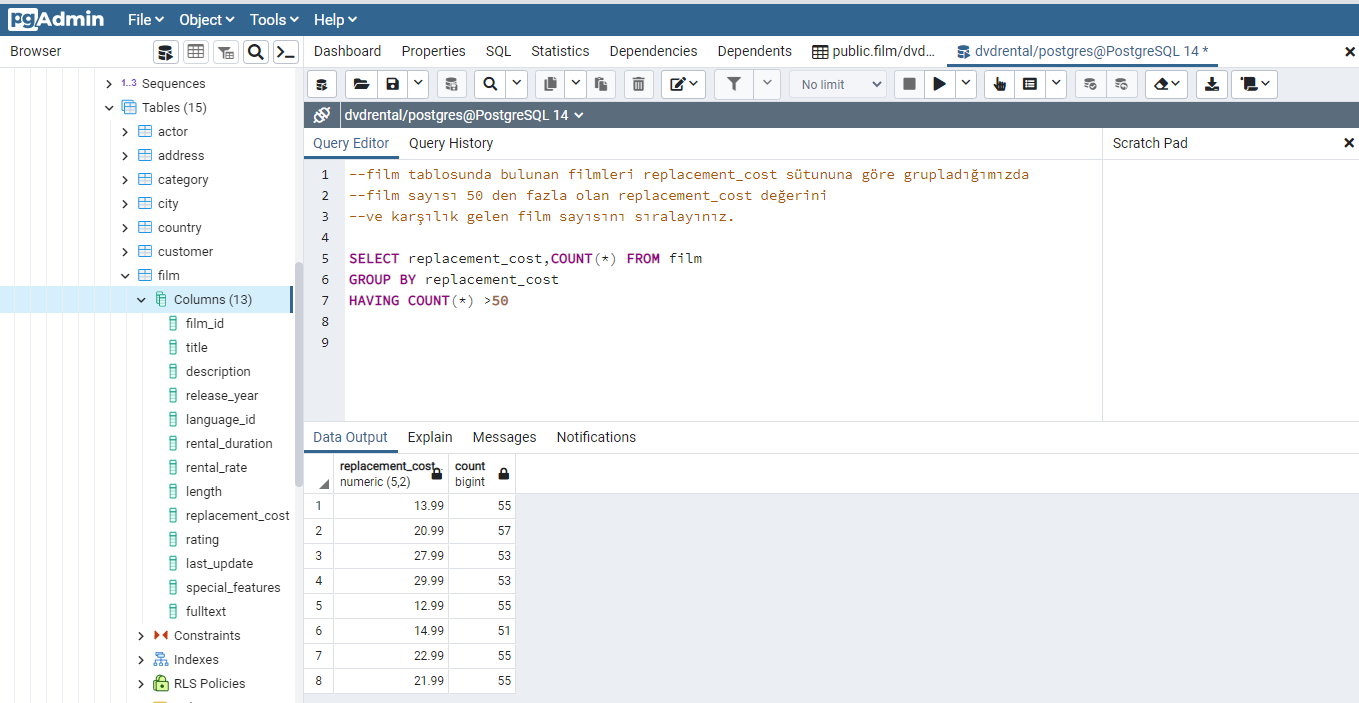 pgAdmin File Object Tools Help
Browser
Dashboard Properties SQL Statistics Dependencies Dependents public.film/dvd... dvdrental/postgres@PostgreSQL 14 *
No limit
dvdrental/postgres@PostgreSQL 14
Query Editor Query History
Scratch Pad
1.3 Sequences
Tables (15)
actor
address
category
city
country
customer
film
Columns (13)
film_id
title
description
release_year
language_id
rental_duration
rental_rate
length
replacement_cost
rating
last_update
special_features
fulltext
Constraints
Indexes
RLS Policies
1 --film tablosunda bulunan filmleri replacement_cost sütununa göre grupladığımızda
2 --film sayısı 50 den fazla olan replacement_cost değerini
3 --ve karşılık gelen film sayısını sıralayınız.
4
5 SELECT replacement_cost,COUNT(*) FROM film
6 GROUP BY replacement_cost
7 HAVING COUNT(*) >50
8
9
Data Output Explain Messages Notifications
replacement_cost.. count
numeric (5,2) bigint
1 13.99 55
2 20.99 57
3 27.99 53
4 29.99 53
5 12.99 55
6 14.99 51
7 22.99 55
8 21.99 55